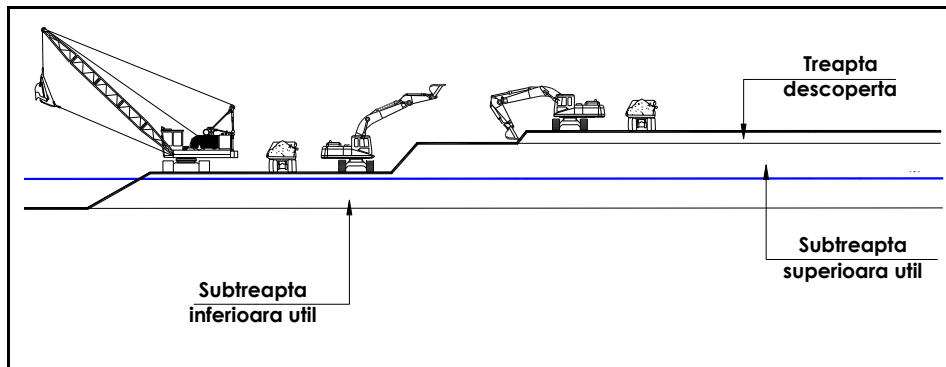 Treapta
descoperta
Subtreapta
superioara util
Subtreapta
inferioara util